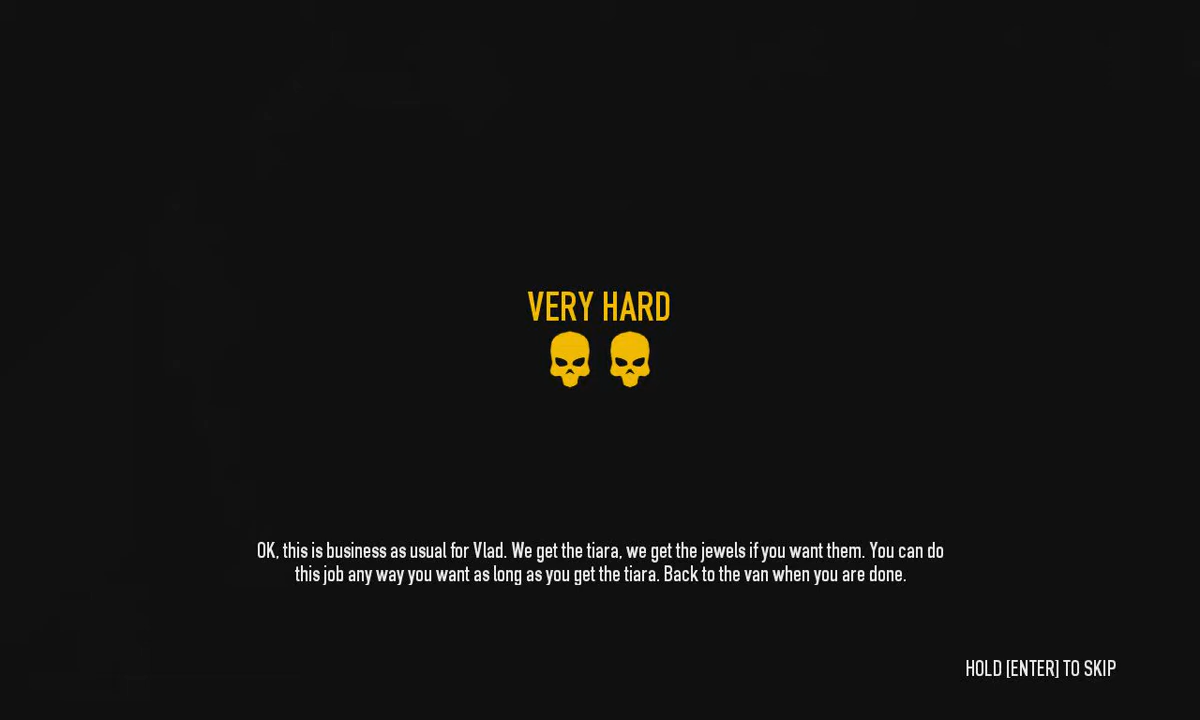 VERY HARD
OK, this is business as usual for Vlad. We get the tiara, we get the jewels if you want them. You can do
this job any way you want as long as you get the tiara. Back to the van when you are done.
HOLD [ENTER] TO SKIP